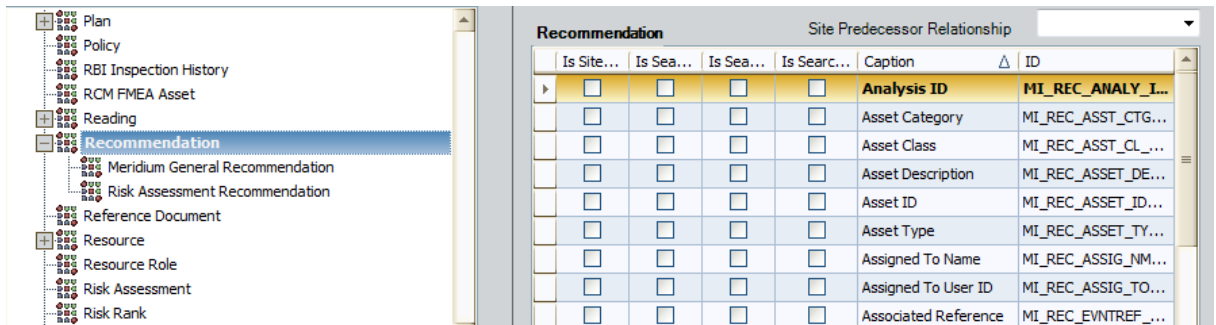 Plan
Policy
RBI Inspection History
RCM FMEA Asset
Reading
Recommendation
Meridium General Recommendation
Risk Assessment Recommendation
Reference Document
Resource
Resource Role
Risk Assessment
Risk Rank
Recommendation Site Predecessor Relationship
Is Site... Is Sea... Is Sea... Is Searc... Caption ID
Analysis ID MI_REC_ANALY_I...
Asset Category MI_REC_ASST_CTG...
Asset Class MI_REC_ASST_CL_...
Asset Description MI_REC_ASSET_DE...
Asset ID MI_REC_ASSET_ID...
Asset Type MI_REC_ASSET_TY...
Assigned To Name MI_REC_ASSIG_NM...
Assigned To User ID MI_REC_ASSIG_TO...
Associated Reference MI_REC_EVNTREF_...